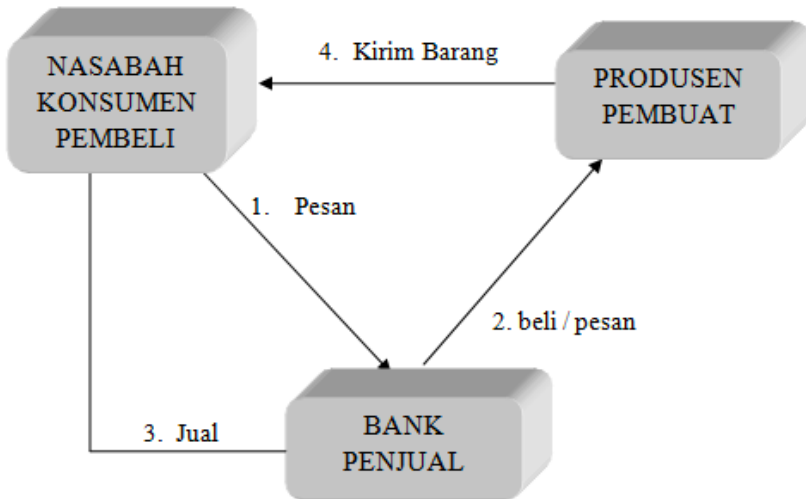 NASABAH
KONSUMEN
PEMBELI
4. Kirim Barang
PRODUSEN
PEMBUAT
1. Pesan
2. beli / pesan
3. Jual
BANK
PENJUAL